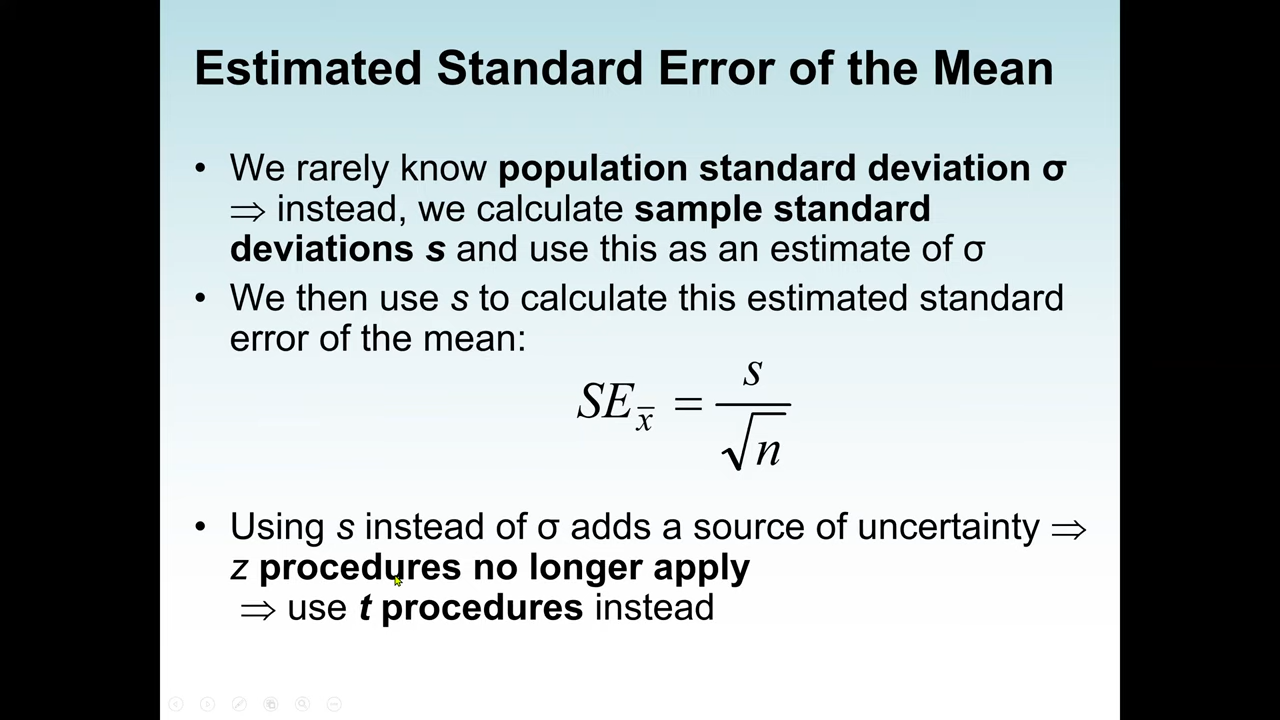 Estimated Standard Error of the Mean
• We rarely know population standard deviation σ
⇒ instead, we calculate sample standard
deviations s and use this as an estimate of σ
• We then use s to calculate this estimated standard
error of the mean:
SE_x̄ = s / √n
• Using s instead of σ adds a source of uncertainty ⇒
z procedures no longer apply
⇒ use t procedures instead